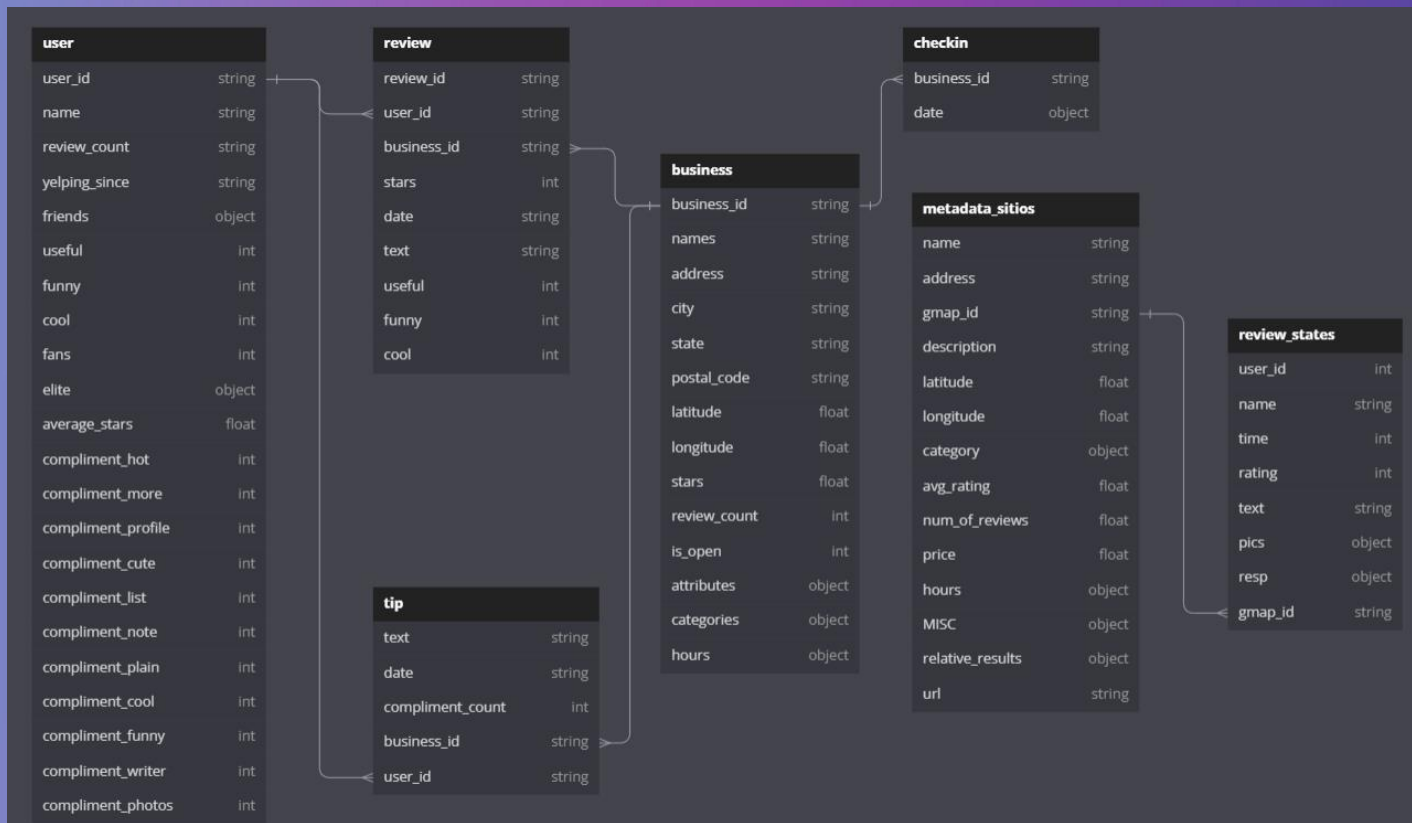 user
user_id string
name string
review_count string
yelping_since string
friends object
useful int
funny int
cool int
fans int
elite object
average_stars float
compliment_hot int
compliment_more int
compliment_profile int
compliment_cute int
compliment_list int
compliment_note int
compliment_plain int
compliment_cool int
compliment_funny int
compliment_writer int
compliment_photos int
review
review_id string
user_id string
business_id string
stars int
date string
text string
useful int
funny int
cool int
tip
text string
date string
compliment_count int
business_id string
user_id string
business
business_id string
names string
address string
city string
state string
postal_code string
latitude float
longitude float
stars float
review_count int
is_open int
attributes object
categories object
hours object
checkin
business_id string
date object
metadata_sitios
name string
address string
gmap_id string
description string
latitude float
longitude float
category object
avg_rating float
num_of_reviews float
price float
hours object
MISC object
relative_results object
url string
review_states
user_id int
name string
time int
rating int
text string
pics object
resp object
gmap_id string